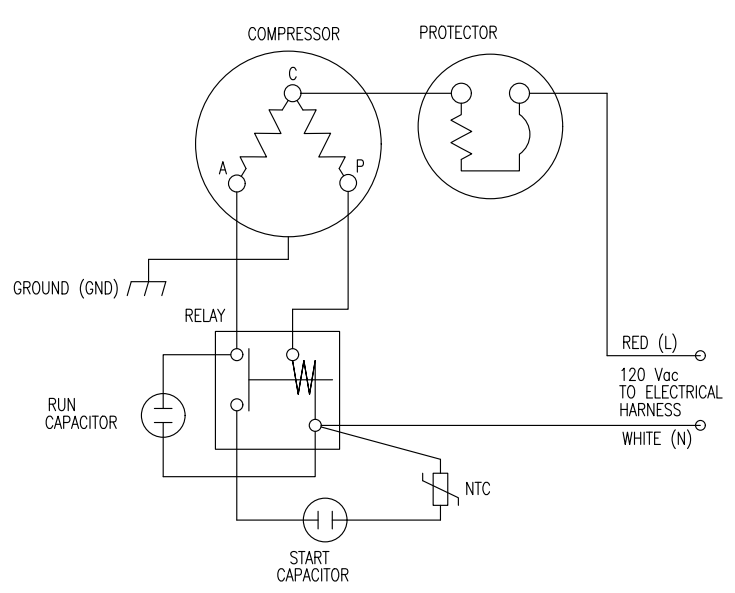 COMPRESSOR
PROTECTOR
C
A
P
GROUND (GND)
RELAY
RED (L)
120 Vac
TO ELECTRICAL
HARNESS
WHITE (N)
RUN
CAPACITOR
NTC
START
CAPACITOR